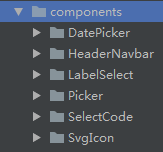 components
DatePicker
HeaderNavbar
LabelSelect
Picker
SelectCode
SvgIcon